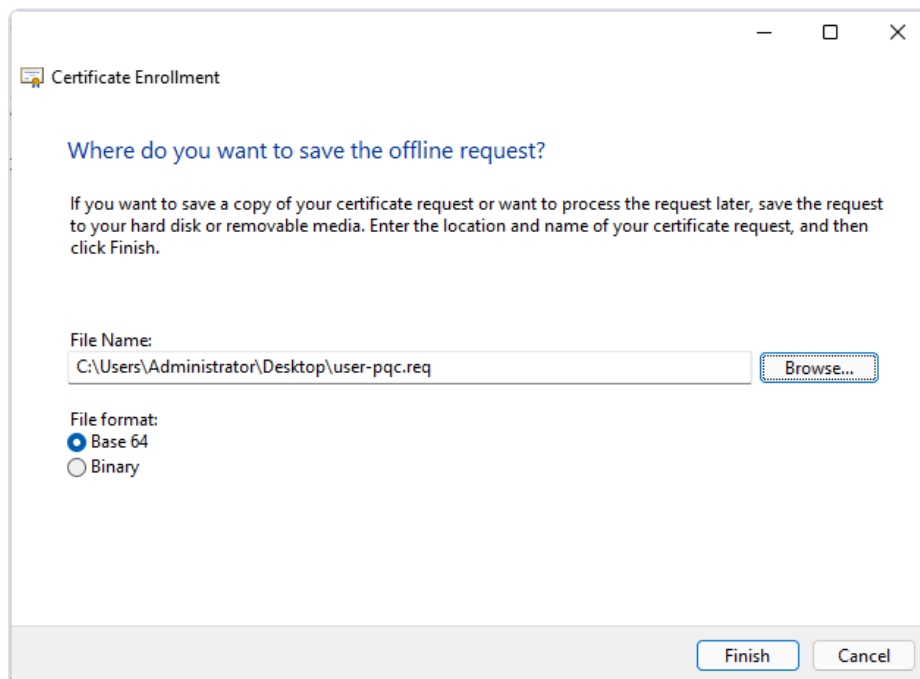 Certificate Enrollment
Where do you want to save the offline request?
If you want to save a copy of your certificate request or want to process the request later, save the request
to your hard disk or removable media. Enter the location and name of your certificate request, and then
click Finish.
File Name:
C:\Users\Administrator\Desktop\user-pqc.req
Browse...
File format:
Base 64
Binary
Finish
Cancel